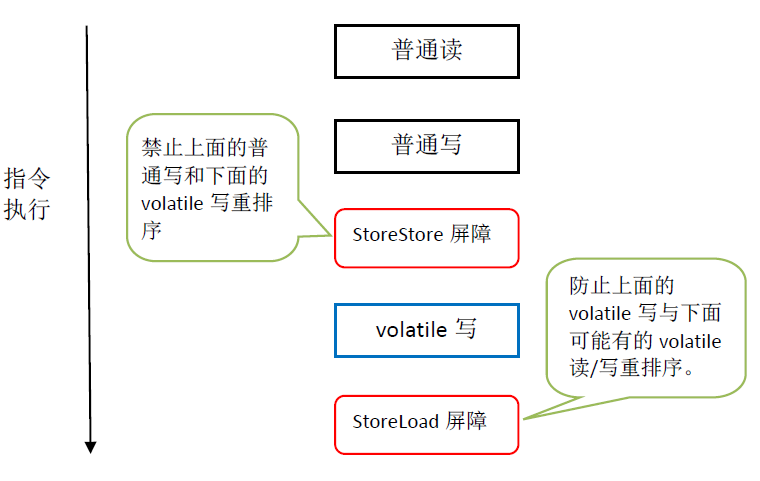 普通读
普通写
禁止上面的普
通写和下面的
volatile 写重排
序
指令
执行
StoreStore 屏障
防止上面的
volatile 写与下面
可能有的 volatile
读/写重排序。
volatile 写
StoreLoad 屏障